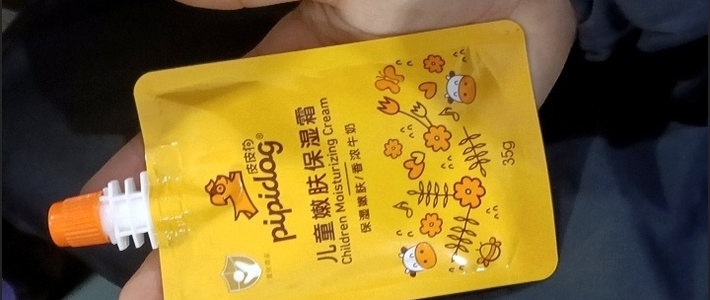 皮皮狗
pipidog®
儿童嫩肤保湿霜
Children Moisturizing Cream
保湿嫩肤/香浓牛奶
35g